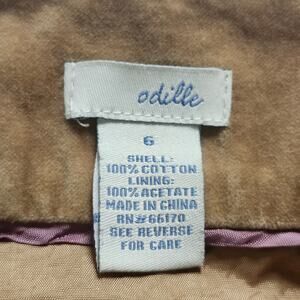 odille
6
SHELL:
100% COTTON
LINING:
100% ACETATE
MADE IN CHINA
RN#66170
SEE REVERSE
FOR CARE